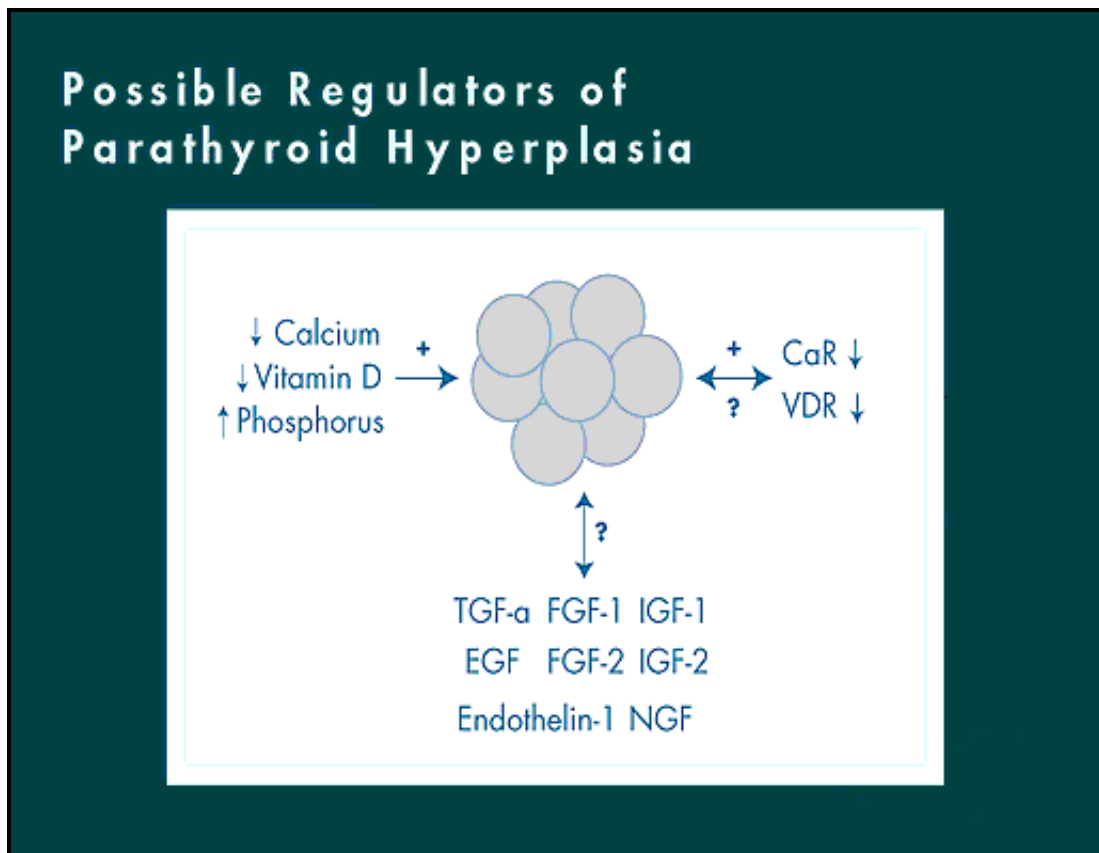 Possible Regulators of
Parathyroid Hyperplasia
↓ Calcium
↓ Vitamin D
↑ Phosphorus
+
+
?
CaR ↓
VDR ↓
?
TGF-a FGF-1 IGF-1
EGF FGF-2 IGF-2
Endothelin-1 NGF